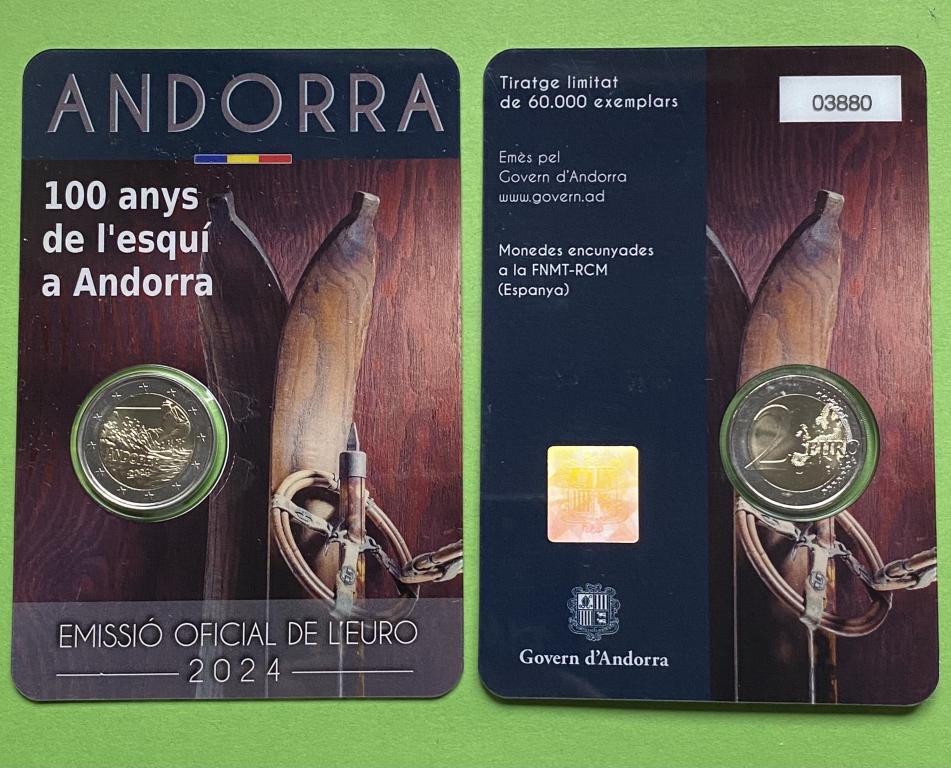 ANDORRA
100 anys
de l'esquí
a Andorra
EMISSIÓ OFICIAL DE L'EURO
2024
Tiratge limitat
de 60.000 exemplars
03880
Emès pel
Govern d'Andorra
www.govern.ad
Monedes encunyades
a la FNMT-RCM
(Espanya)
2 EURO
Govern d'Andorra